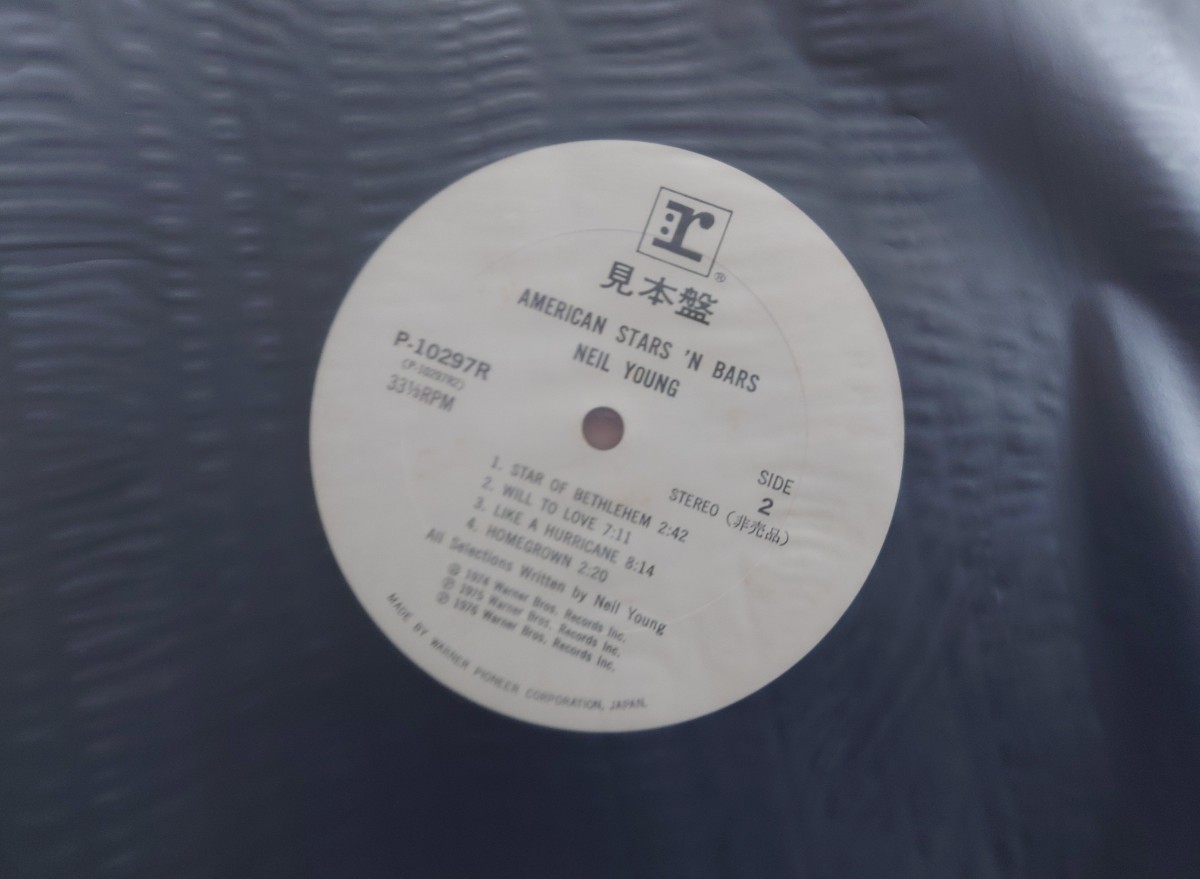 r
®
見本盤
AMERICAN STARS 'N BARS
NEIL YOUNG
P-10297R
(P-10297R2)
33⅓RPM
SIDE
2
STEREO (非売品)
1. STAR OF BETHLEHEM 2:42
2. WILL TO LOVE 7:11
3. LIKE A HURRICANE 8:14
4. HOMEGROWN 2:20
All Selections Written by Neil Young
Ⓟ 1974 Warner Bros. Records Inc.
Ⓟ 1975 Warner Bros. Records Inc.
Ⓟ 1976 Warner Bros. Records Inc.
MADE BY WARNER PIONEER CORPORATION, JAPAN.